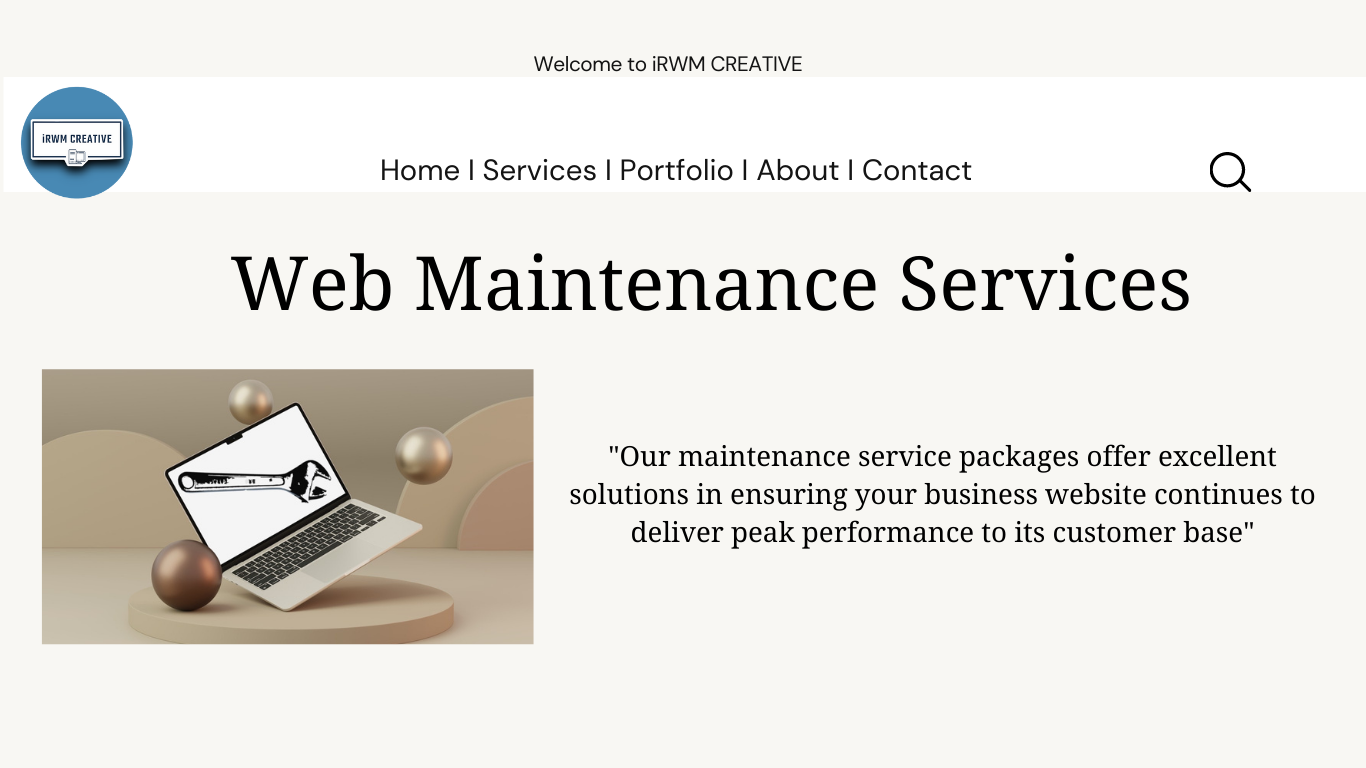 Welcome to iRWM CREATIVE
iRWM CREATIVE
Home I Services I Portfolio I About I Contact
Web Maintenance Services
"Our maintenance service packages offer excellent
solutions in ensuring your business website continues to
deliver peak performance to its customer base"